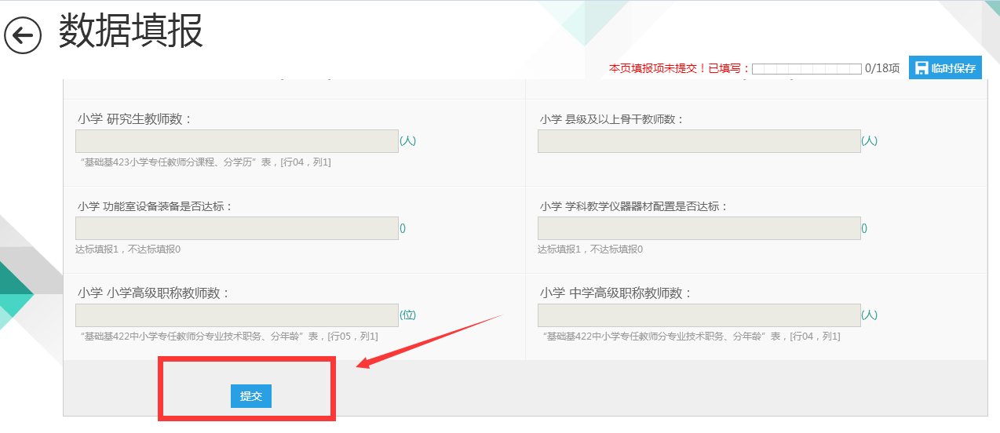 数据填报
本页填报项未提交！已填写： 0/18项 临时保存
小学 研究生教师数：
(人)
“基础基423小学专任教师分课程、分学历”表，[行04，列1]
小学 县级及以上骨干教师数：
(人)
小学 功能室设备装备是否达标：
()
达标填报1，不达标填报0
小学 学科教学仪器器材配置是否达标：
()
达标填报1，不达标填报0
小学 小学高级职称教师数：
(位)
“基础基422中小学专任教师分专业技术职务、分年龄”表，[行05，列1]
小学 中学高级职称教师数：
(人)
“基础基422中小学专任教师分专业技术职务、分年龄”表，[行04，列1]
提交